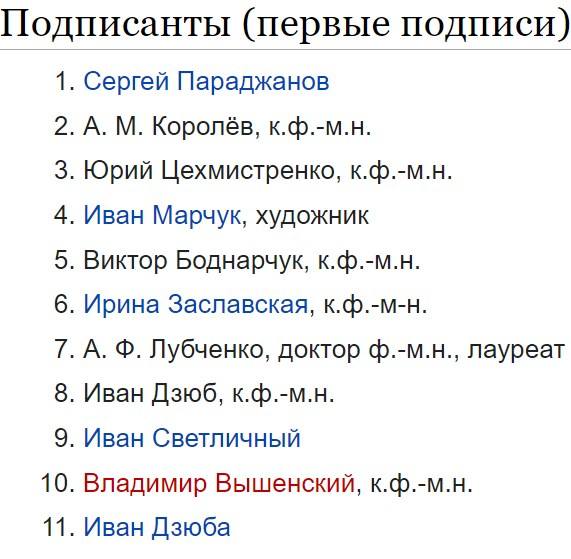 Подписанты (первые подписи)
1. Сергей Параджанов
2. А. М. Королёв, к.ф.-м.н.
3. Юрий Цехмистренко, к.ф.-м.н.
4. Иван Марчук, художник
5. Виктор Боднарчук, к.ф.-м.н.
6. Ирина Заславская, к.ф.-м-н.
7. А. Ф. Лубченко, доктор ф.-м.н., лауреат
8. Иван Дзюб, к.ф.-м.н.
9. Иван Светличный
10. Владимир Вышенский, к.ф.-м.н.
11. Иван Дзюба